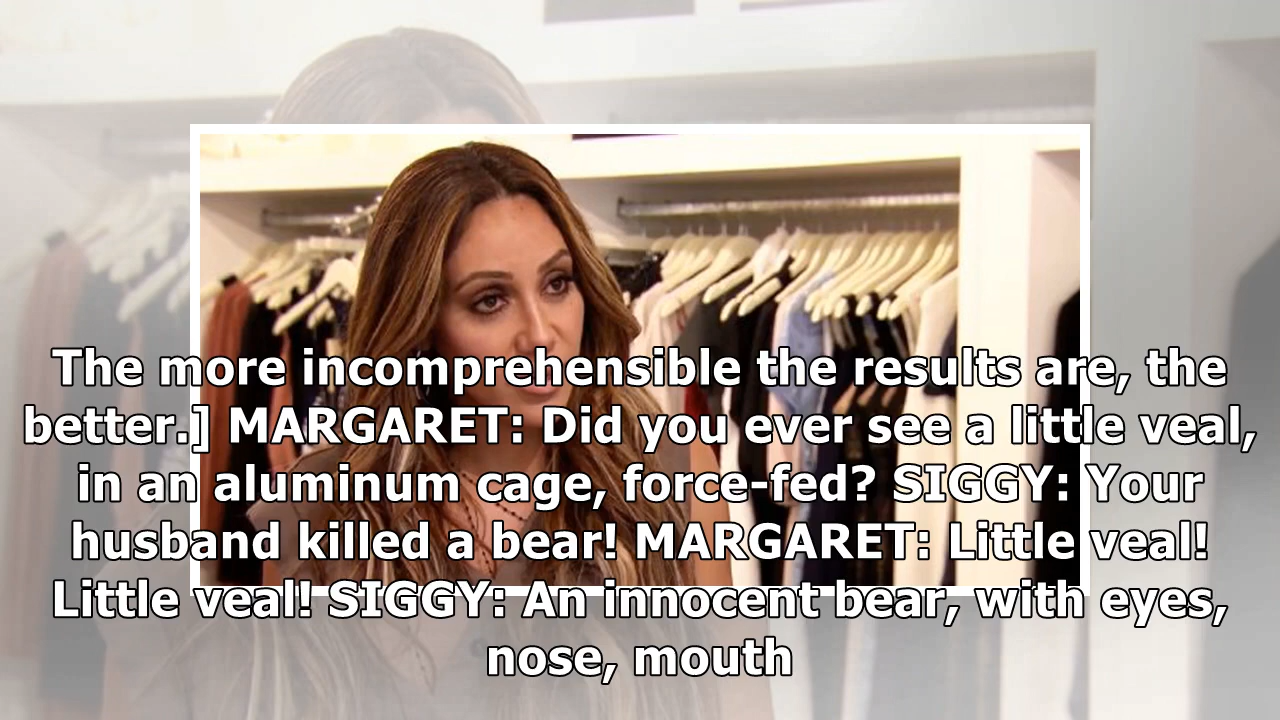 The more incomprehensible the results are, the
better.] MARGARET: Did you ever see a little veal,
in an aluminum cage, force-fed? SIGGY: Your
husband killed a bear! MARGARET: Little veal!
Little veal! SIGGY: An innocent bear, with eyes,
nose, mouth